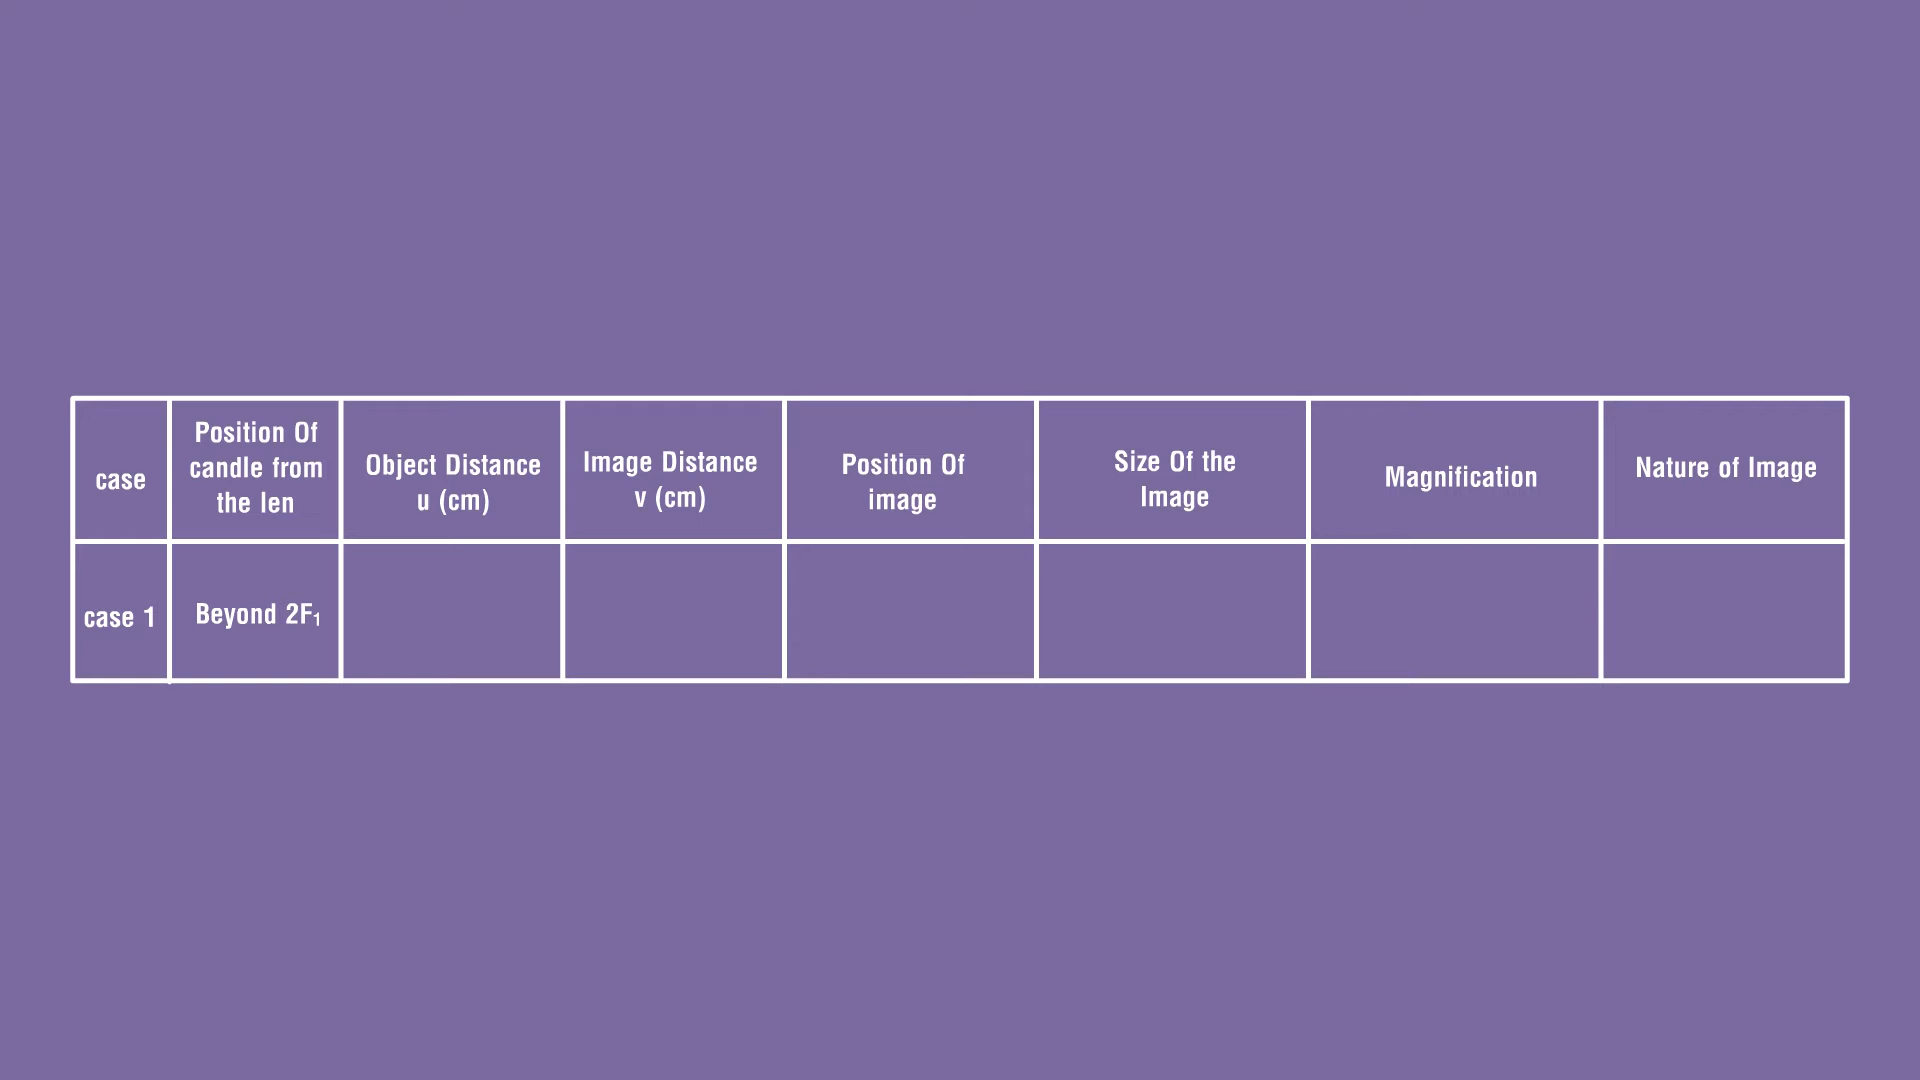 case
Position Of
candle from
the len
Object Distance
u (cm)
Image Distance
v (cm)
Position Of
image
Size Of the
Image
Magnification
Nature of Image
case 1
Beyond 2F₁